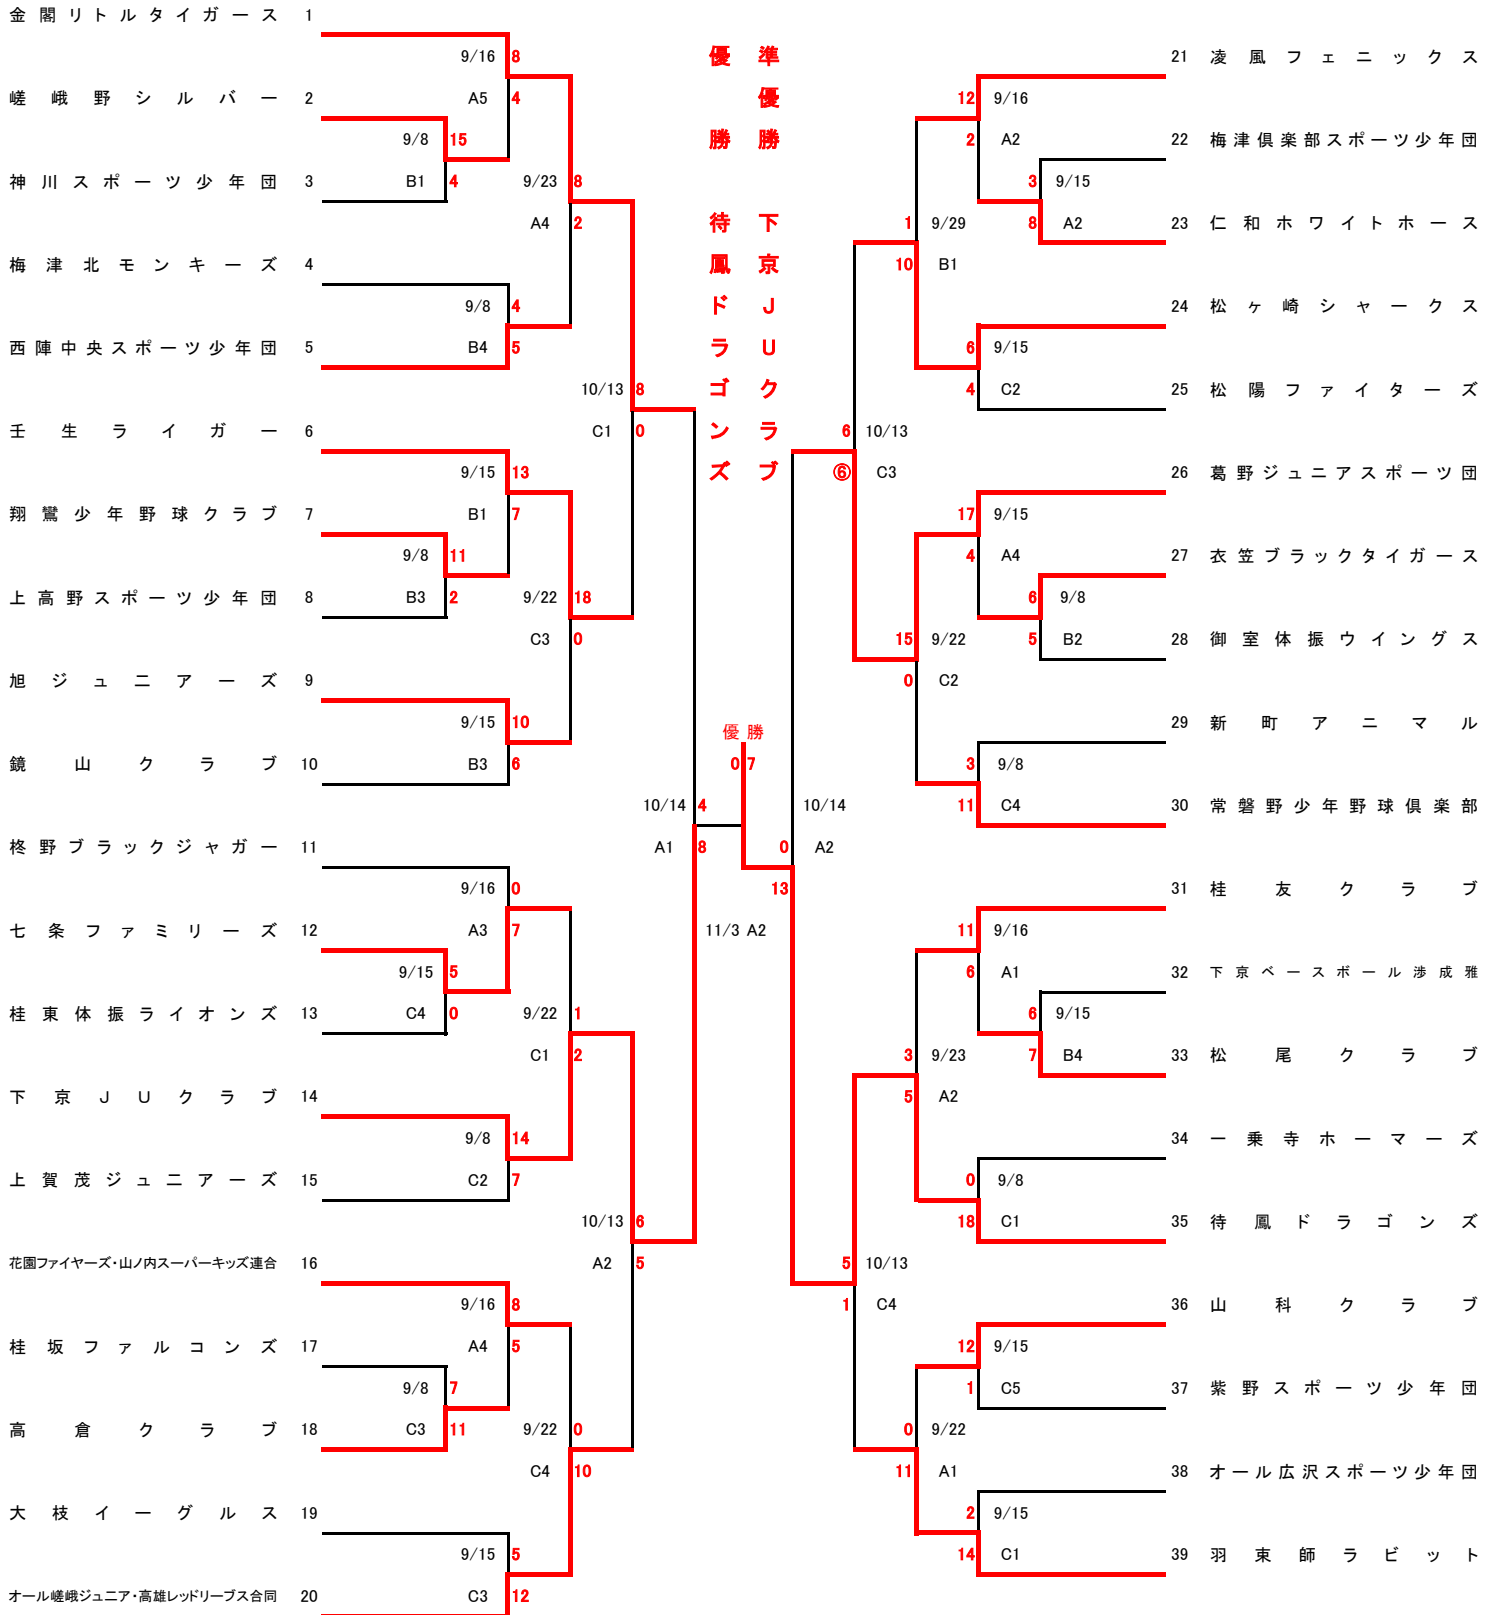 金閣リトルタイガース 1
9/16 8
嵯峨野シルバー 2 A5 4
9/8 15
神川スポーツ少年団 3 B1 4 9/23 8
A4 2
梅津北モンキーズ 4
9/8 4
西陣中央スポーツ少年団 5 B4 5
10/13 8
壬生ライガー 6 C1 0
9/15 13
翔鸞少年野球クラブ 7 B1 7
9/8 11
上高野スポーツ少年団 8 B3 2 9/22 18
C3 0
旭ジュニアーズ 9
9/15 10
鏡山クラブ 10 B3 6
10/14 4
柊野ブラックジャガー 11 A1 8
9/16 0
七条ファミリーズ 12 A3 7
9/15 5
桂東体振ライオンズ 13 C4 0 9/22 1
C1 2
下京JUクラブ 14
9/8 14
上賀茂ジュニアーズ 15 C2 7
10/13 6
花園ファイヤーズ・山ノ内スーパーキッズ連合 16 A2 5
9/16 8
桂坂ファルコンズ 17 A4 5
9/8 7
高倉クラブ 18 C3 11 9/22 0
C4 10
大枝イーグルス 19
9/15 5
オール嵯峨ジュニア・高雄レッドリーブス合同 20 C3 12
準優勝 下京JUクラブ
優勝 待鳳ドラゴンズ
優勝
0 7
11/3 A2
21 凌風フェニックス
12 9/16
2 A2 22 梅津倶楽部スポーツ少年団
3 9/15
1 9/29 8 A2 23 仁和ホワイトホース
10 B1
24 松ヶ崎シャークス
6 9/15
4 C2 25 松陽ファイターズ
6 10/13
⑥ C3 26 葛野ジュニアスポーツ団
17 9/15
4 A4 27 衣笠ブラックタイガース
6 9/8
15 9/22 5 B2 28 御室体振ウイングス
0 C2
29 新町アニマル
3 9/8
10/14 11 C4 30 常磐野少年野球倶楽部
0 A2
13 31 桂友クラブ
11 9/16
6 A1 32 下京ベースボール渉成雅
6 9/15
3 9/23 7 B4 33 松尾クラブ
5 A2
34 一乗寺ホーマーズ
0 9/8
18 C1 35 待鳳ドラゴンズ
5 10/13
1 C4 36 山科クラブ
12 9/15
1 C5 37 紫野スポーツ少年団
0 9/22
11 A1 38 オール広沢スポーツ少年団
2 9/15
14 C1 39 羽束師ラビット